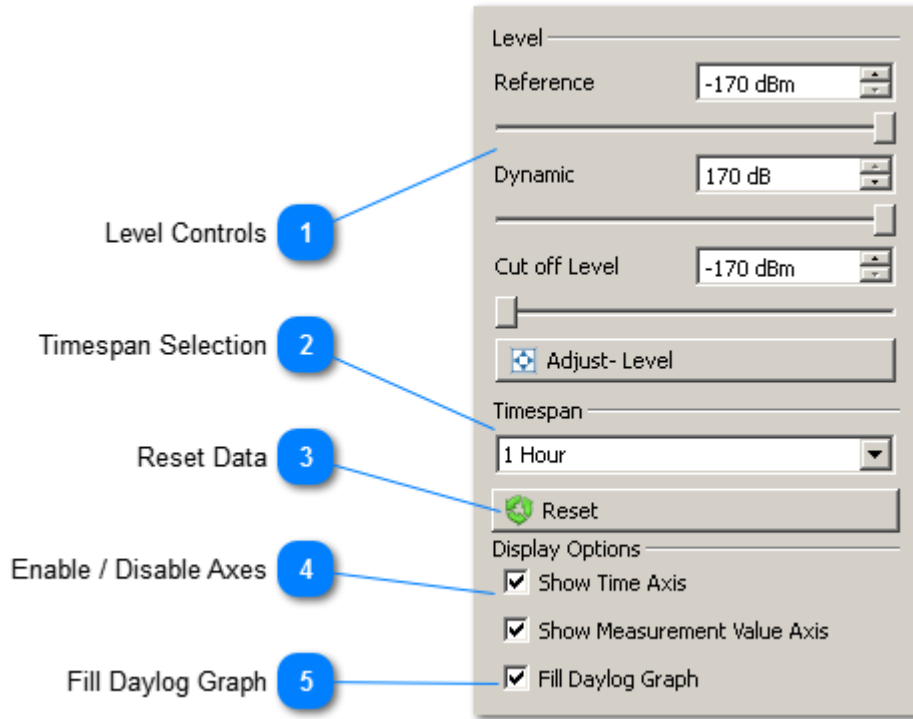 Level
Reference -170 dBm
Dynamic 170 dB
Level Controls 1
Cut off Level -170 dBm
Timespan Selection 2
Adjust- Level
Timespan
Reset Data 3
1 Hour
Reset
Display Options
Enable / Disable Axes 4
Show Time Axis
Show Measurement Value Axis
Fill Daylog Graph 5
Fill Daylog Graph